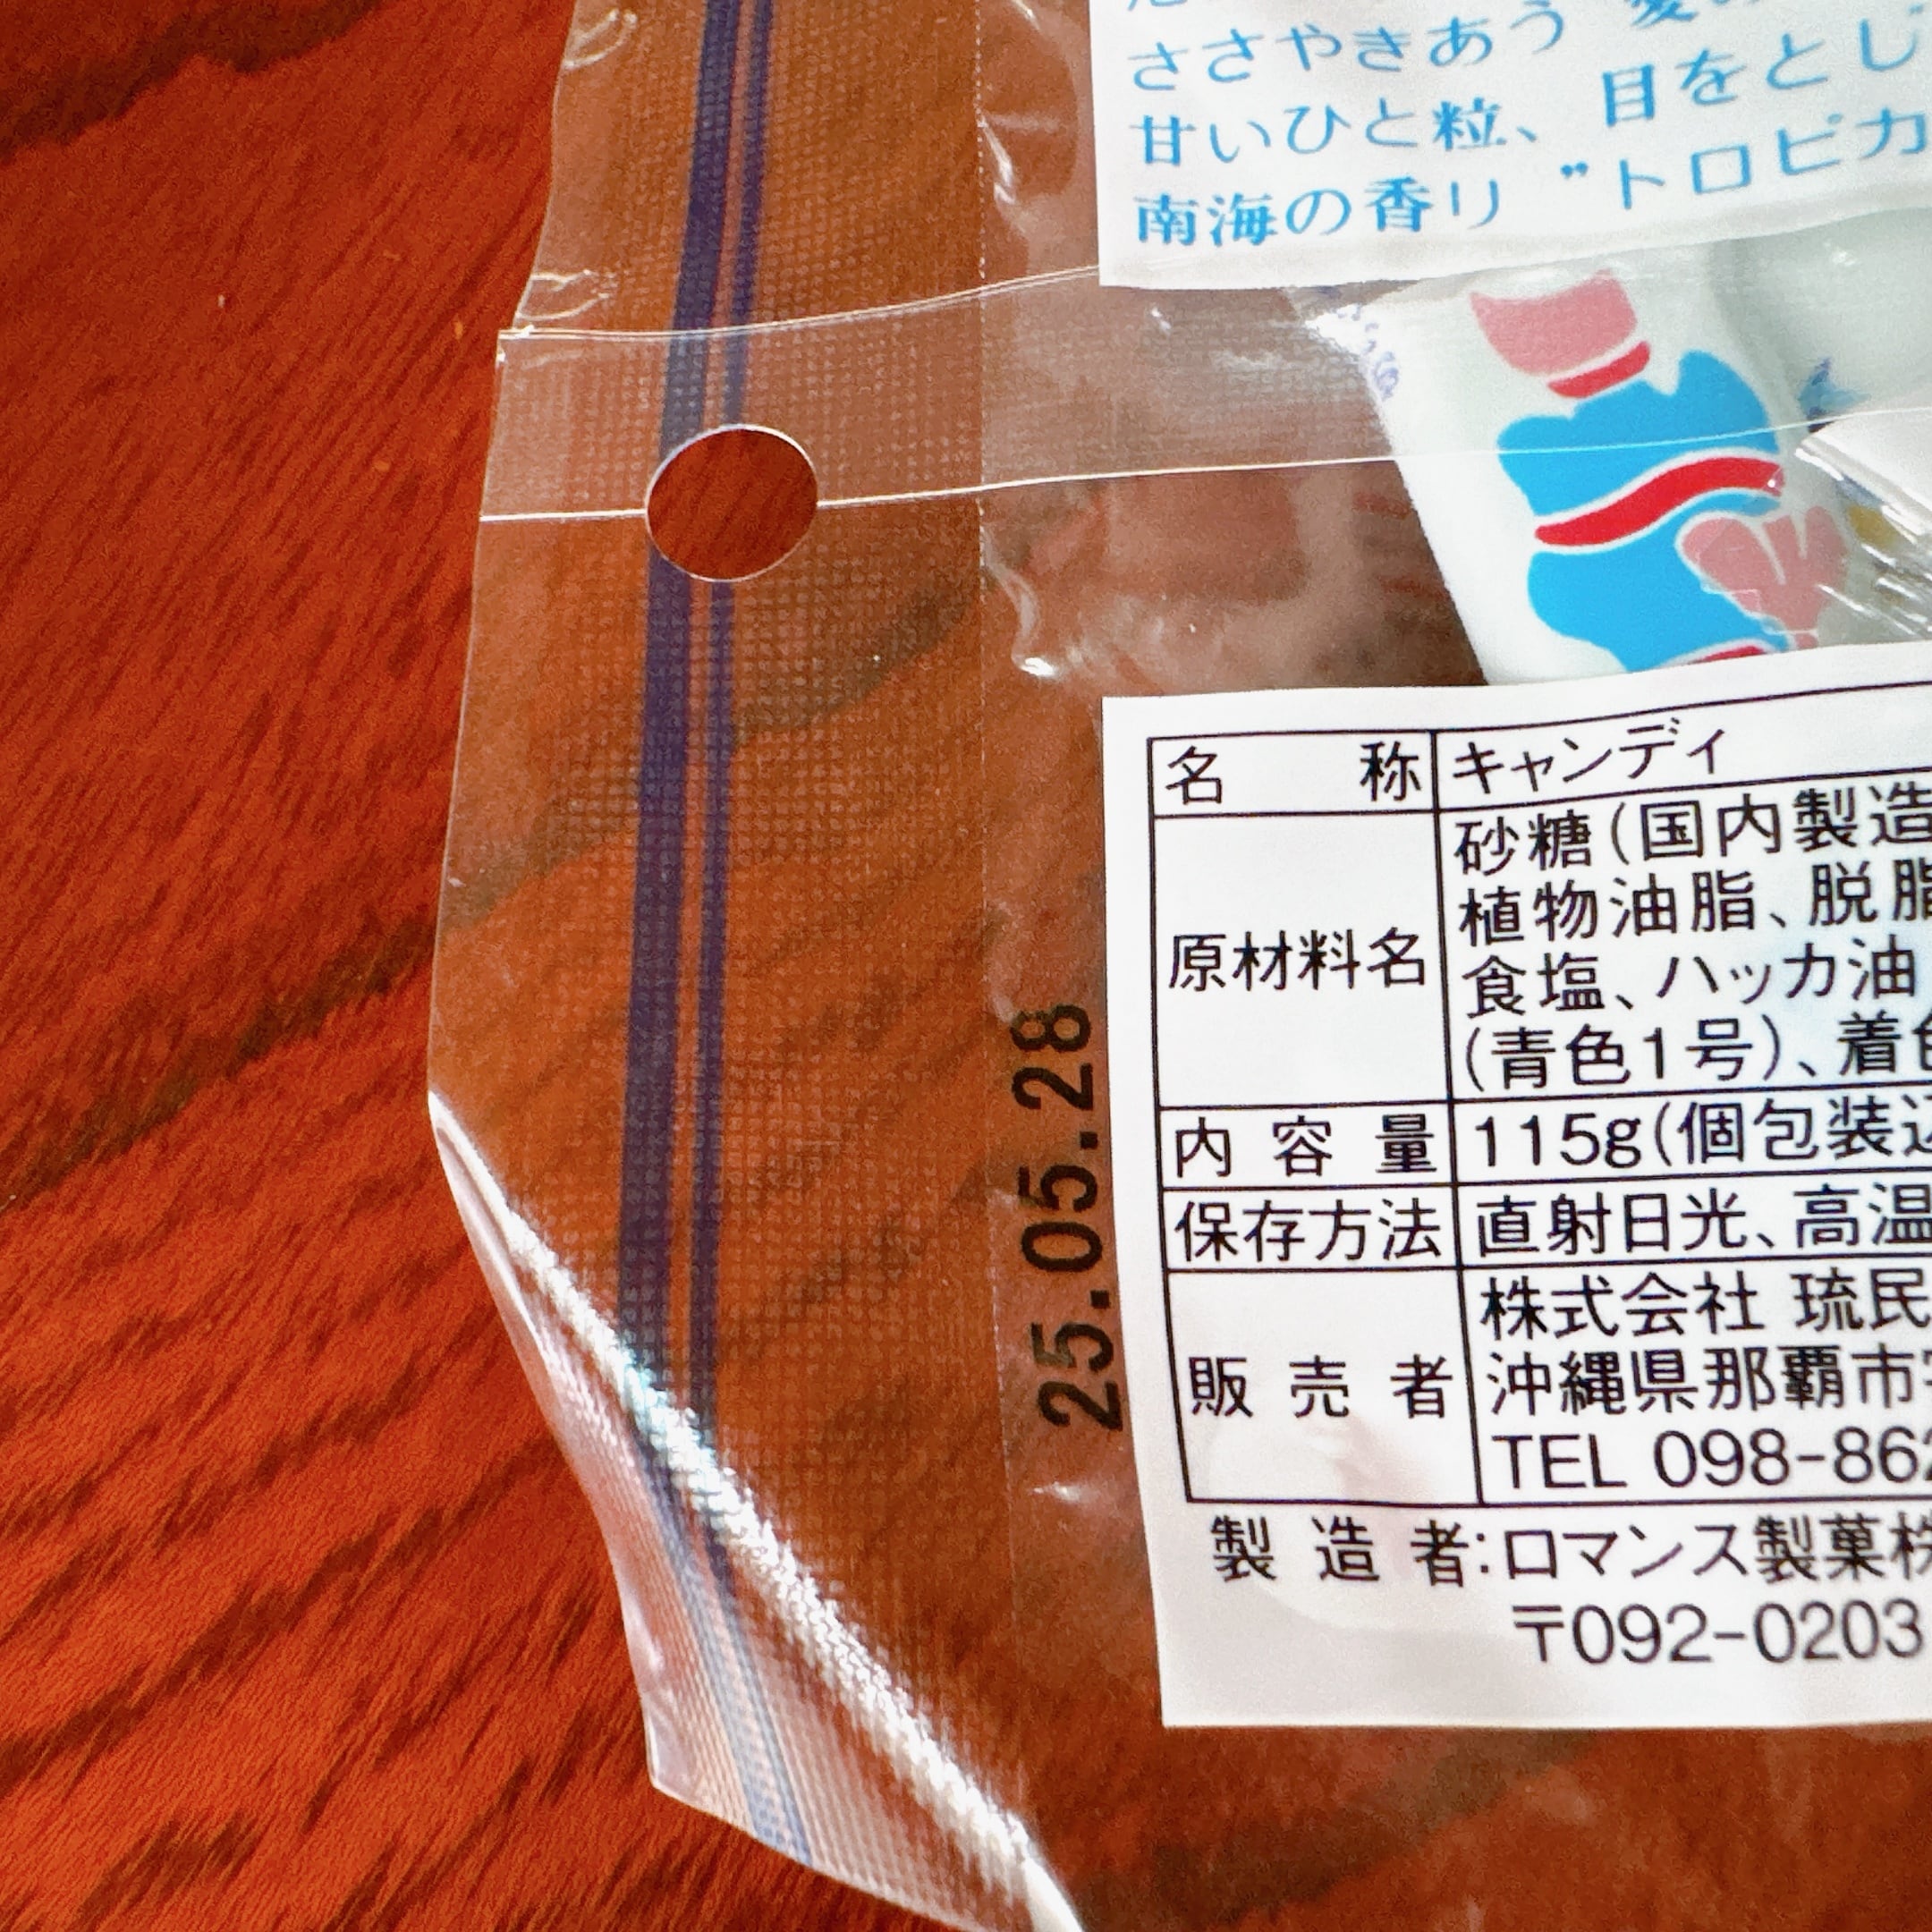 ささやきあう 愛
甘いひと粒、目をとじ
南海の香り "トロピカ
名称 キャンディ
原材料名 砂糖(国内製造
植物油脂、脱脂
食塩、ハッカ油
(青色1号)、着色
内容量 115g(個包装込
保存方法 直射日光、高温
販売者 株式会社 琉民
沖縄県那覇市
TEL 098-862
製造者:ロマンス製菓株
〒092-0203
25.05.28